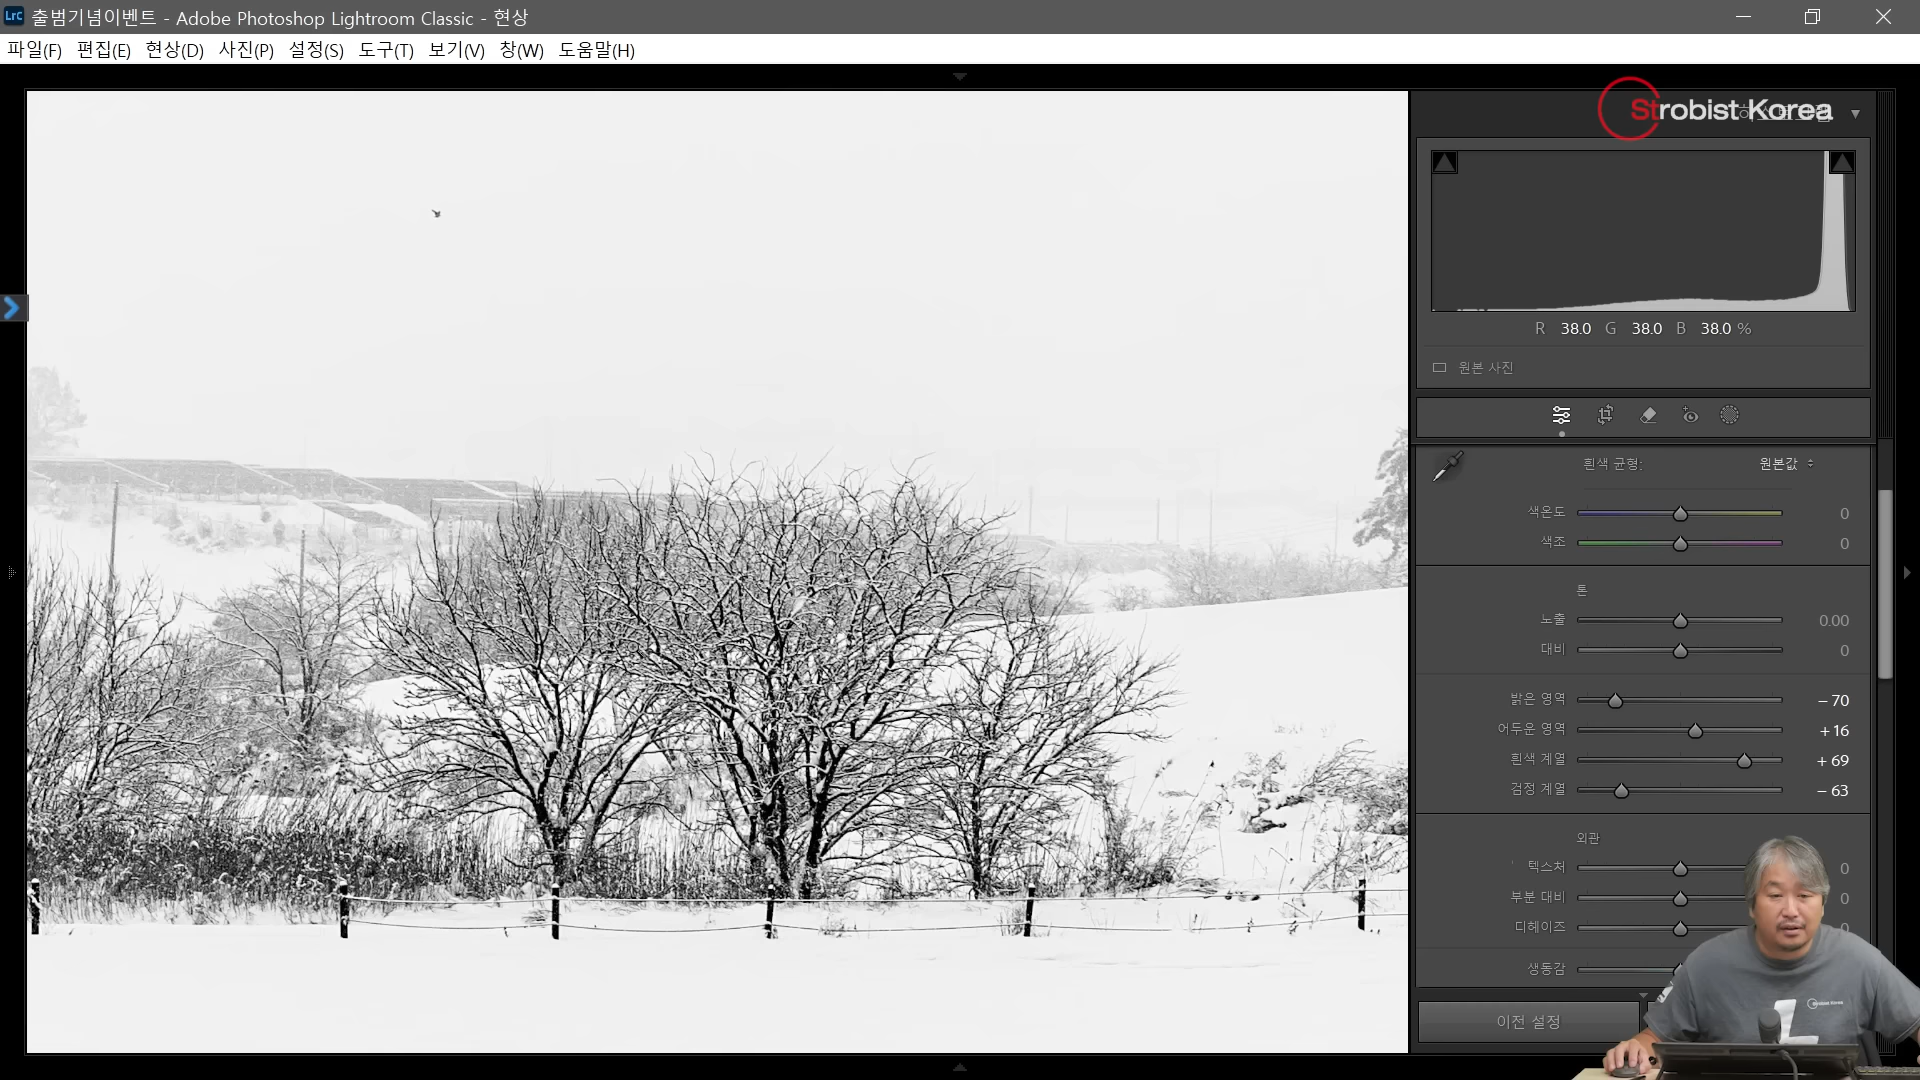 LrC 출범기념이벤트 - Adobe Photoshop Lightroom Classic - 현상
파일(F) 편집(E) 현상(D) 사진(P) 설정(S) 도구(T) 보기(V) 창(W) 도움말(H)
Strobist Korea
R 38.0 G 38.0 B 38.0 %
원본 사진
흰색 균형: 원본값
색온도 0
색조 0
톤
노출 0.00
대비 0
밝은 영역 – 70
어두운 영역 + 16
흰색 계열 + 69
검정 계열 – 63
외관
텍스처 0
부분 대비 0
디헤이즈 0
생동감
이전 설정